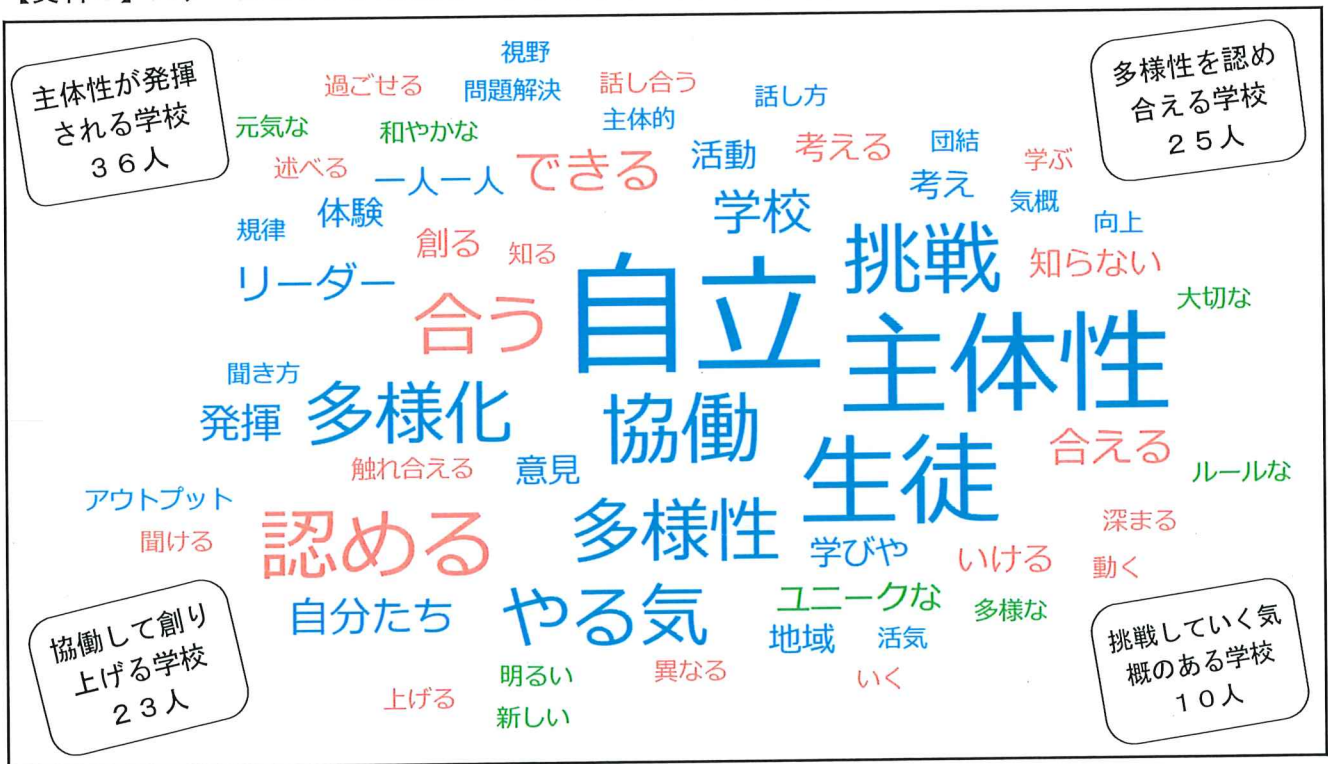 主体性が発揮
される学校
36人
多様性を認め
合える学校
25人
視野
過ごせる
問題解決
話し合う
話し方
元気な
和やかな
主体的
述べる
一人一人
できる
活動
考える
団結
学ぶ
規律
体験
学校
考え
気概
向上
創る
知る
挑戦
知らない
リーダー
合う
自立
大切な
主体性
聞き方
発揮
多様化
協働
生徒
合える
触れ合える
意見
ルールな
アウトプット
聞ける
認める
多様性
学びや
いける
深まる
動く
自分たち
やる気
ユニークな
多様な
地域
活気
明るい
異なる
いく
上げる
新しい
協働して創り
上げる学校
23人
挑戦していく気
概のある学校
10人